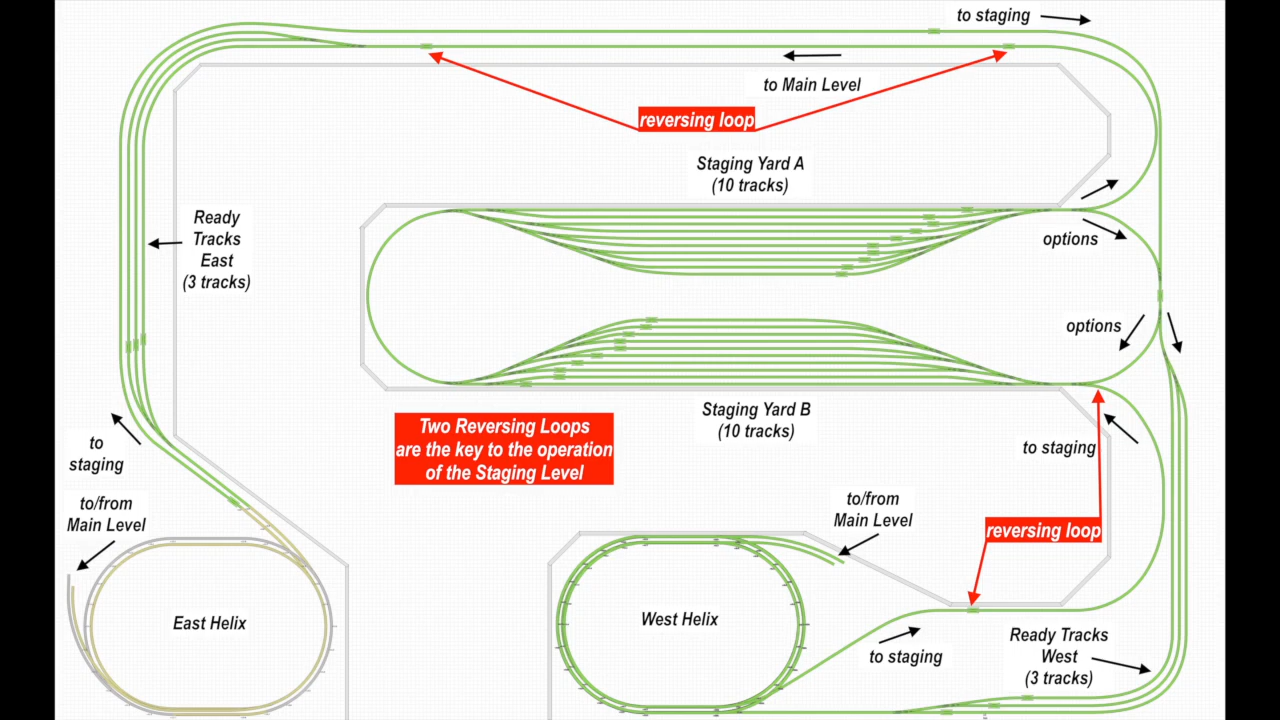 to staging
to Main Level
reversing loop
Staging Yard A
(10 tracks)
Ready
Tracks
East
(3 tracks)
options
options
Staging Yard B
(10 tracks)
Two Reversing Loops
are the key to the operation
of the Staging Level
to
staging
to staging
to/from
Main Level
to/from
Main Level
reversing loop
East Helix
West Helix
to staging
Ready Tracks
West
(3 tracks)